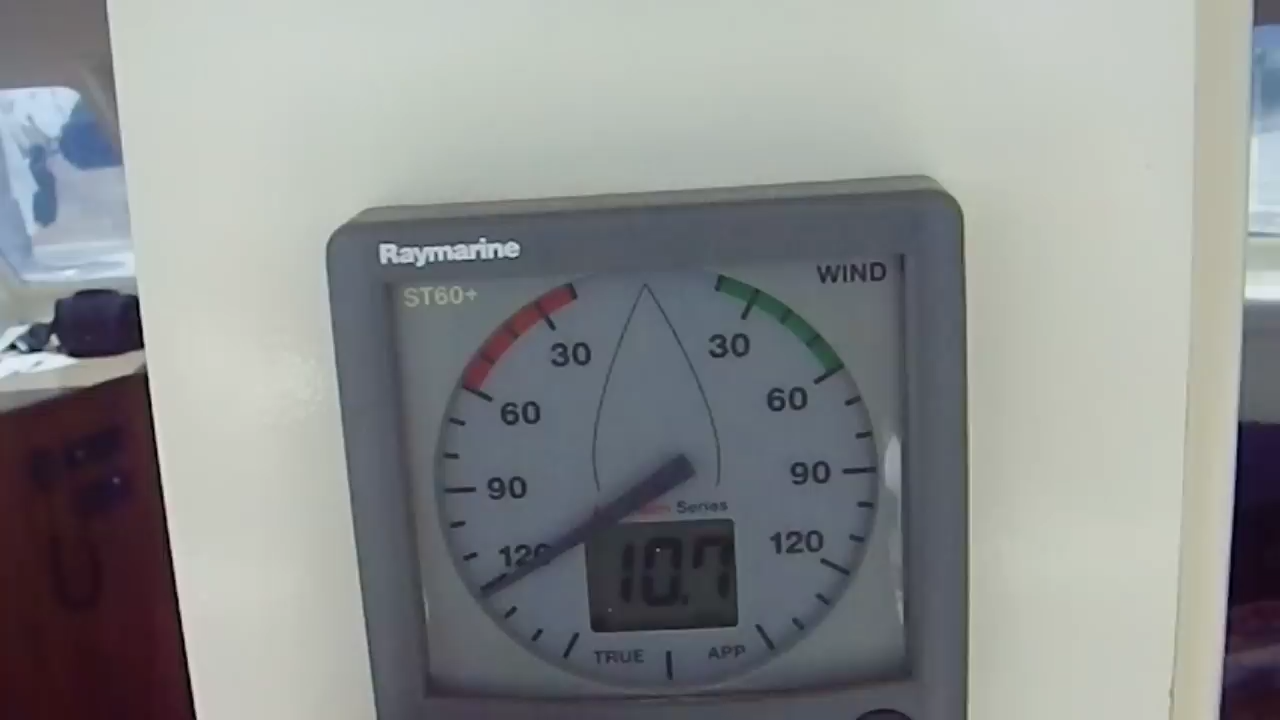 Raymarine
WIND
ST60+
30 30
60 60
90 90
120 120
Series
10.7
TRUE APP